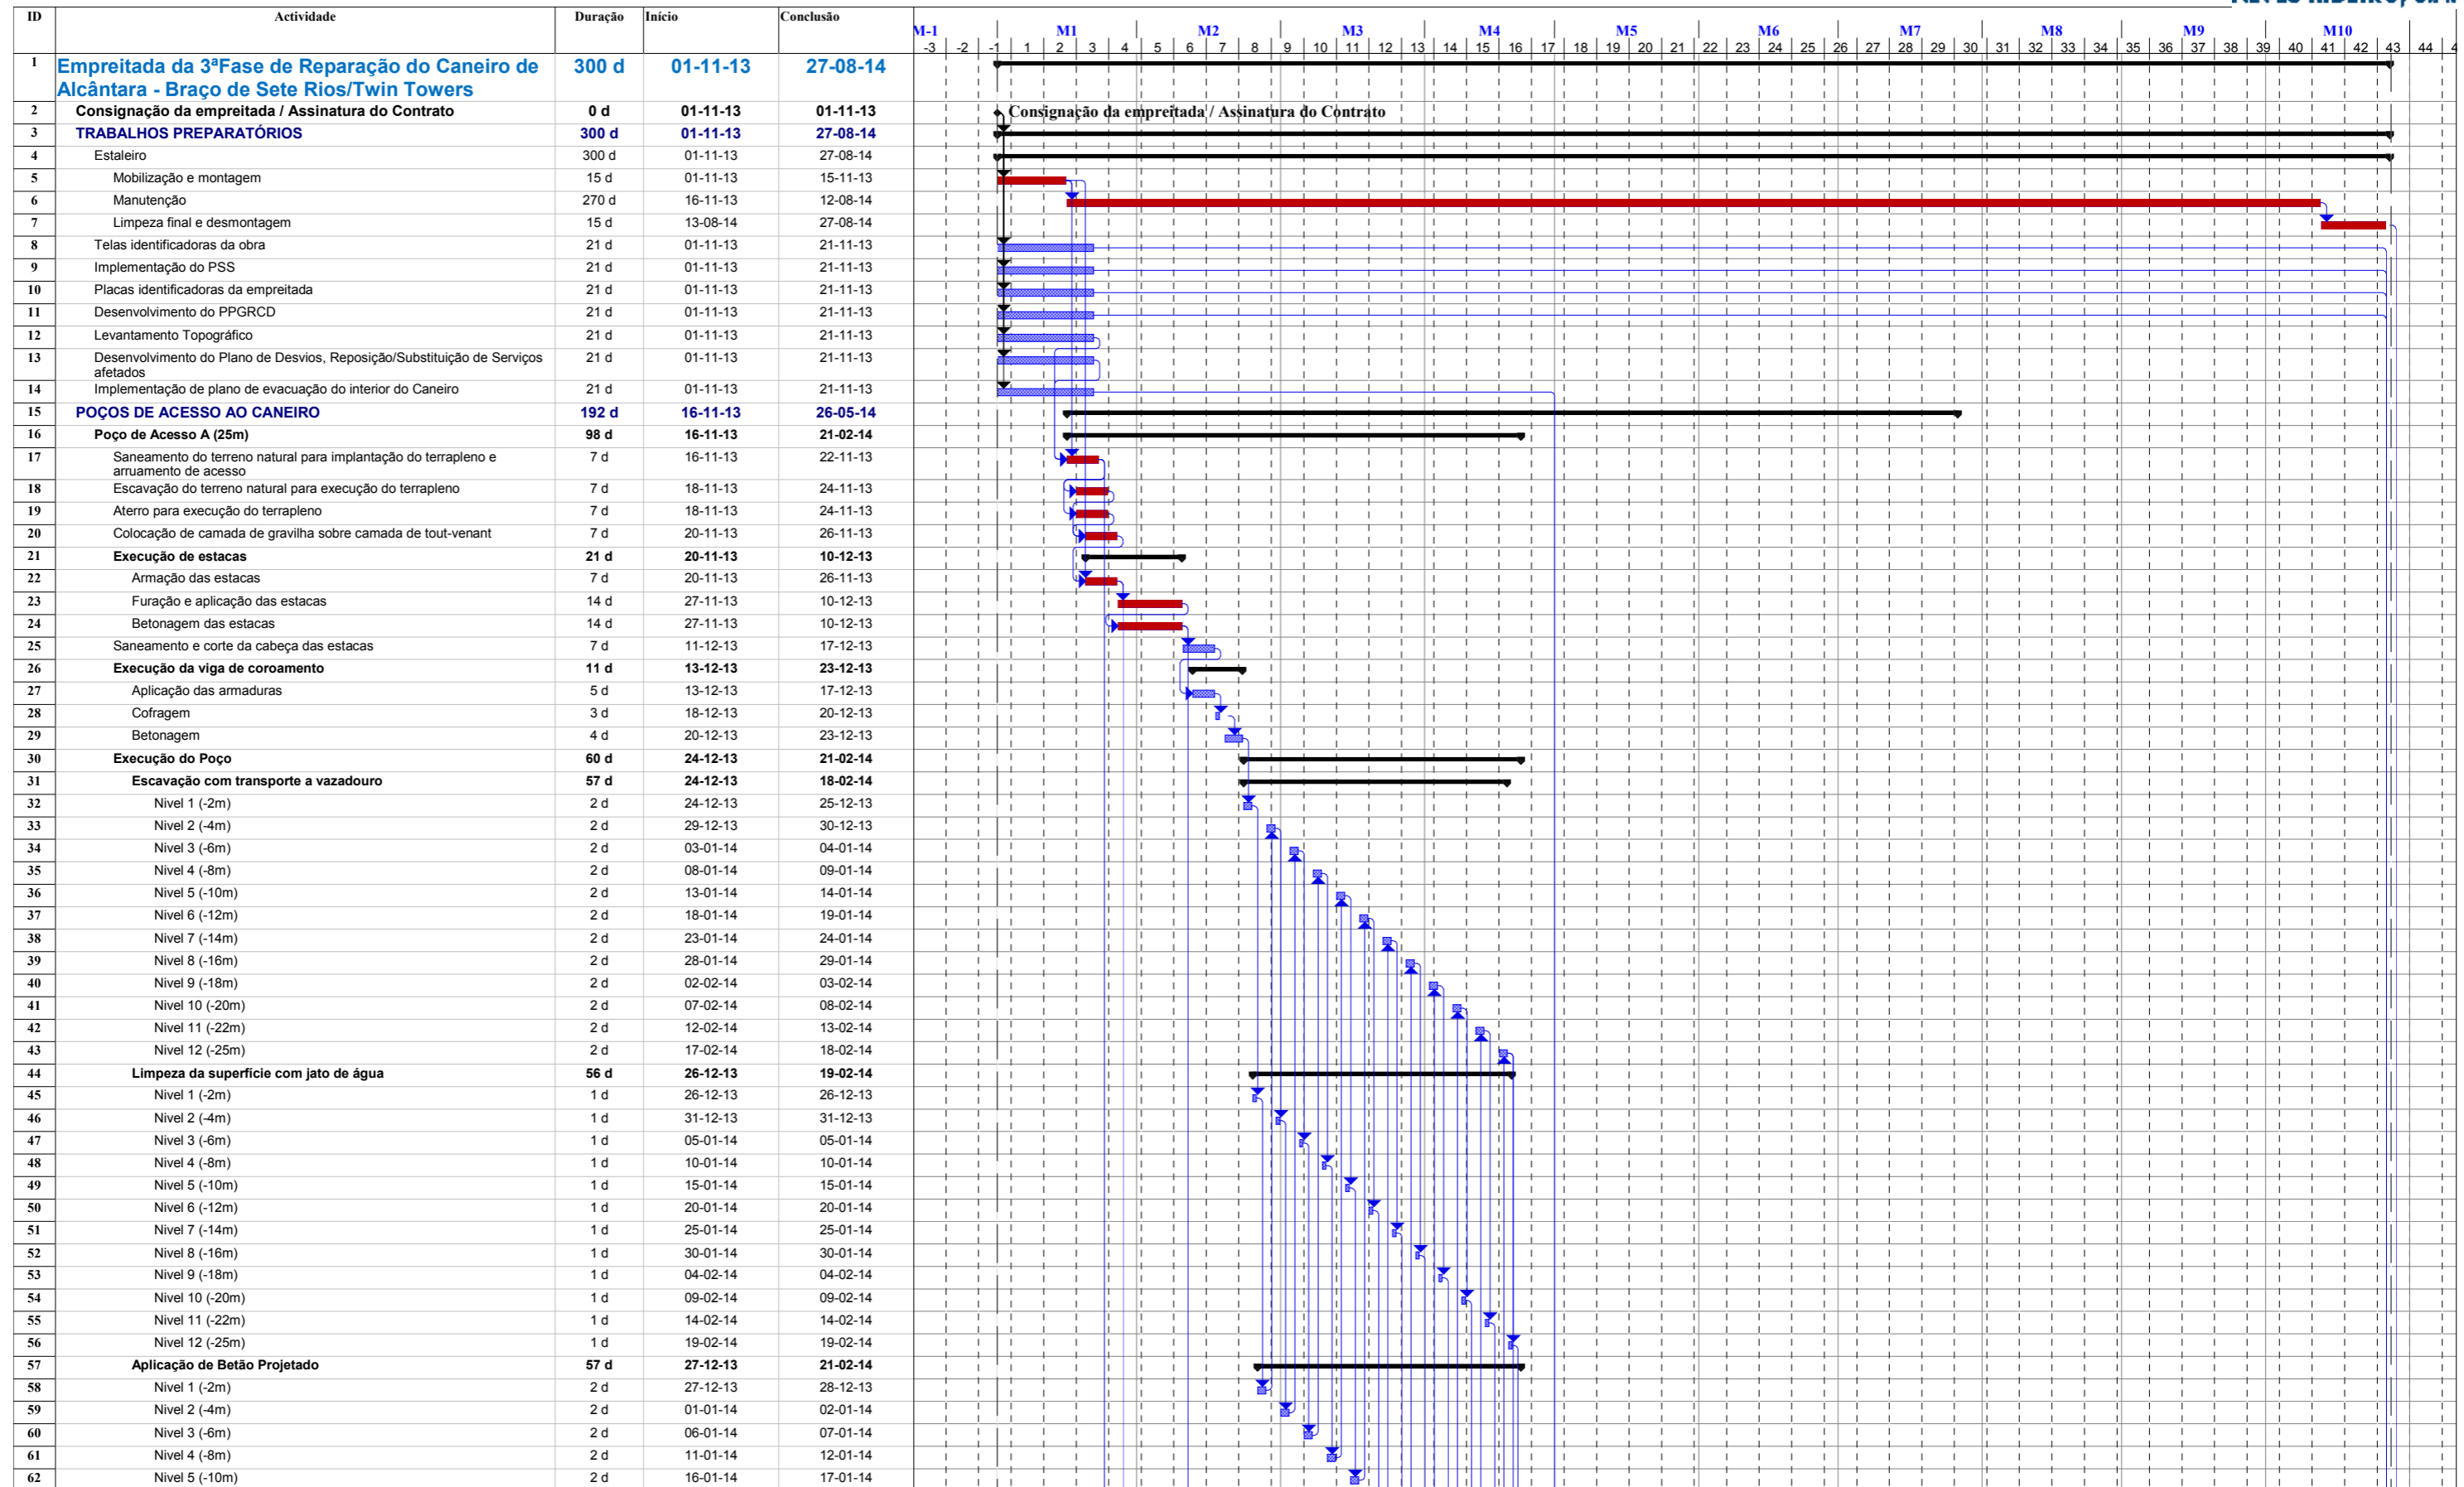 ID Actividade Duração Início Conclusão
M-1 M1 M2 M3 M4 M5 M6 M7 M8 M9 M10
-3 -2 -1 1 2 3 4 5 6 7 8 9 10 11 12 13 14 15 16 17 18 19 20 21 22 23 24 25 26 27 28 29 30 31 32 33 34 35 36 37 38 39 40 41 42 43 44
1 Empreitada da 3ªFase de Reparação do Caneiro de 300 d 01-11-13 27-08-14
Alcântara - Braço de Sete Rios/Twin Towers
2 Consignação da empreitada / Assinatura do Contrato 0 d 01-11-13 01-11-13 Consignação da empreitada / Assinatura do Contrato
3 TRABALHOS PREPARATÓRIOS 300 d 01-11-13 27-08-14
4 Estaleiro 300 d 01-11-13 27-08-14
5 Mobilização e montagem 15 d 01-11-13 15-11-13
6 Manutenção 270 d 16-11-13 12-08-14
7 Limpeza final e desmontagem 15 d 13-08-14 27-08-14
8 Telas identificadoras da obra 21 d 01-11-13 21-11-13
9 Implementação do PSS 21 d 01-11-13 21-11-13
10 Placas identificadoras da empreitada 21 d 01-11-13 21-11-13
11 Desenvolvimento do PPGRCD 21 d 01-11-13 21-11-13
12 Levantamento Topográfico 21 d 01-11-13 21-11-13
13 Desenvolvimento do Plano de Desvios, Reposição/Substituição de Serviços 21 d 01-11-13 21-11-13
afetados
14 Implementação de plano de evacuação do interior do Caneiro 21 d 01-11-13 21-11-13
15 POÇOS DE ACESSO AO CANEIRO 192 d 16-11-13 26-05-14
16 Poço de Acesso A (25m) 98 d 16-11-13 21-02-14
17 Saneamento do terreno natural para implantação do terrapleno e 7 d 16-11-13 22-11-13
arruamento de acesso
18 Escavação do terreno natural para execução do terrapleno 7 d 18-11-13 24-11-13
19 Aterro para execução do terrapleno 7 d 18-11-13 24-11-13
20 Colocação de camada de gravilha sobre camada de tout-venant 7 d 20-11-13 26-11-13
21 Execução de estacas 21 d 20-11-13 10-12-13
22 Armação das estacas 7 d 20-11-13 26-11-13
23 Furação e aplicação das estacas 14 d 27-11-13 10-12-13
24 Betonagem das estacas 14 d 27-11-13 10-12-13
25 Saneamento e corte da cabeça das estacas 7 d 11-12-13 17-12-13
26 Execução da viga de coroamento 11 d 13-12-13 23-12-13
27 Aplicação das armaduras 5 d 13-12-13 17-12-13
28 Cofragem 3 d 18-12-13 20-12-13
29 Betonagem 4 d 20-12-13 23-12-13
30 Execução do Poço 60 d 24-12-13 21-02-14
31 Escavação com transporte a vazadouro 57 d 24-12-13 18-02-14
32 Nivel 1 (-2m) 2 d 24-12-13 25-12-13
33 Nivel 2 (-4m) 2 d 29-12-13 30-12-13
34 Nivel 3 (-6m) 2 d 03-01-14 04-01-14
35 Nivel 4 (-8m) 2 d 08-01-14 09-01-14
36 Nivel 5 (-10m) 2 d 13-01-14 14-01-14
37 Nivel 6 (-12m) 2 d 18-01-14 19-01-14
38 Nivel 7 (-14m) 2 d 23-01-14 24-01-14
39 Nivel 8 (-16m) 2 d 28-01-14 29-01-14
40 Nivel 9 (-18m) 2 d 02-02-14 03-02-14
41 Nivel 10 (-20m) 2 d 07-02-14 08-02-14
42 Nivel 11 (-22m) 2 d 12-02-14 13-02-14
43 Nivel 12 (-25m) 2 d 17-02-14 18-02-14
44 Limpeza da superfície com jato de água 56 d 26-12-13 19-02-14
45 Nivel 1 (-2m) 1 d 26-12-13 26-12-13
46 Nivel 2 (-4m) 1 d 31-12-13 31-12-13
47 Nivel 3 (-6m) 1 d 05-01-14 05-01-14
48 Nivel 4 (-8m) 1 d 10-01-14 10-01-14
49 Nivel 5 (-10m) 1 d 15-01-14 15-01-14
50 Nivel 6 (-12m) 1 d 20-01-14 20-01-14
51 Nivel 7 (-14m) 1 d 25-01-14 25-01-14
52 Nivel 8 (-16m) 1 d 30-01-14 30-01-14
53 Nivel 9 (-18m) 1 d 04-02-14 04-02-14
54 Nivel 10 (-20m) 1 d 09-02-14 09-02-14
55 Nivel 11 (-22m) 1 d 14-02-14 14-02-14
56 Nivel 12 (-25m) 1 d 19-02-14 19-02-14
57 Aplicação de Betão Projetado 57 d 27-12-13 21-02-14
58 Nivel 1 (-2m) 2 d 27-12-13 28-12-13
59 Nivel 2 (-4m) 2 d 01-01-14 02-01-14
60 Nivel 3 (-6m) 2 d 06-01-14 07-01-14
61 Nivel 4 (-8m) 2 d 11-01-14 12-01-14
62 Nivel 5 (-10m) 2 d 16-01-14 17-01-14